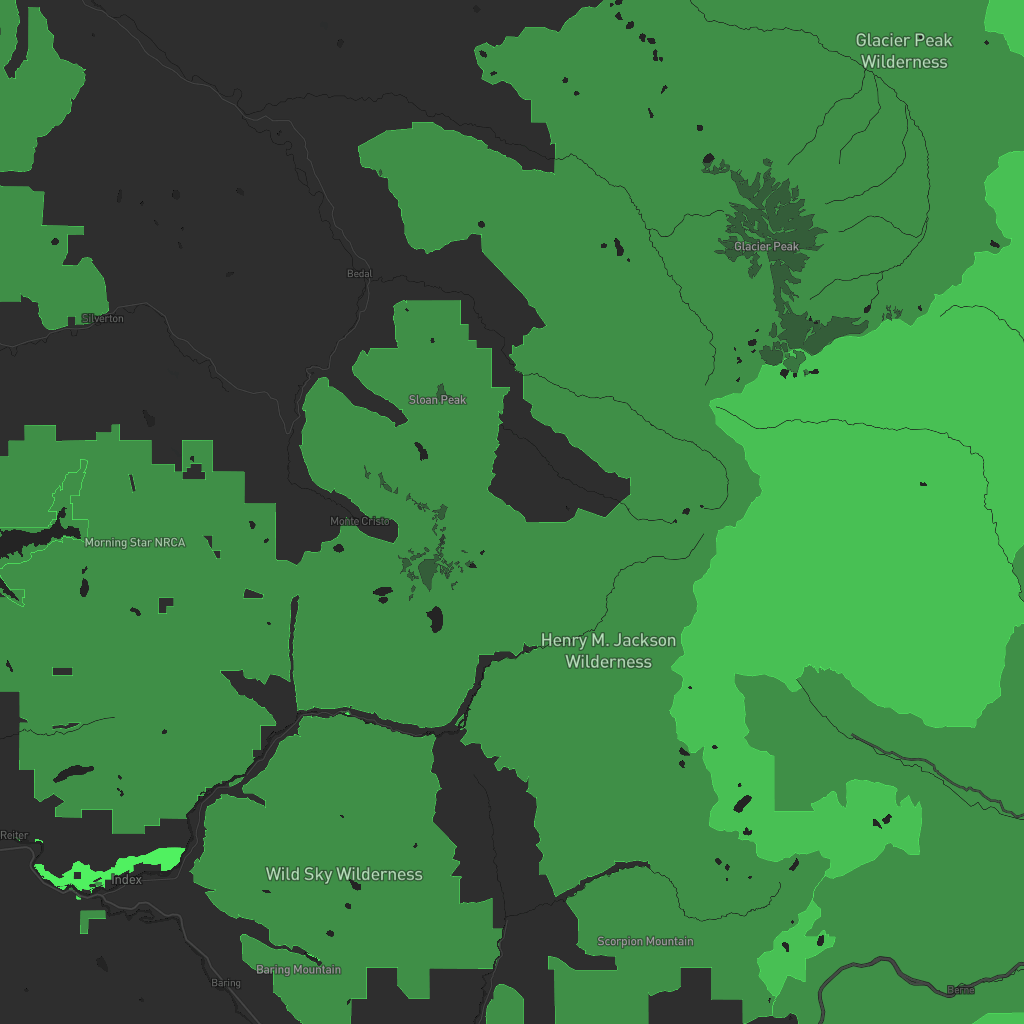 Glacier Peak
Wilderness
Glacier Peak
Bedal
Silverton
Sloan Peak
Monte Cristo
Morning Star NRCA
Henry M. Jackson
Wilderness
Reiter
Index
Wild Sky Wilderness
Scorpion Mountain
Baring Mountain
Baring
Berne